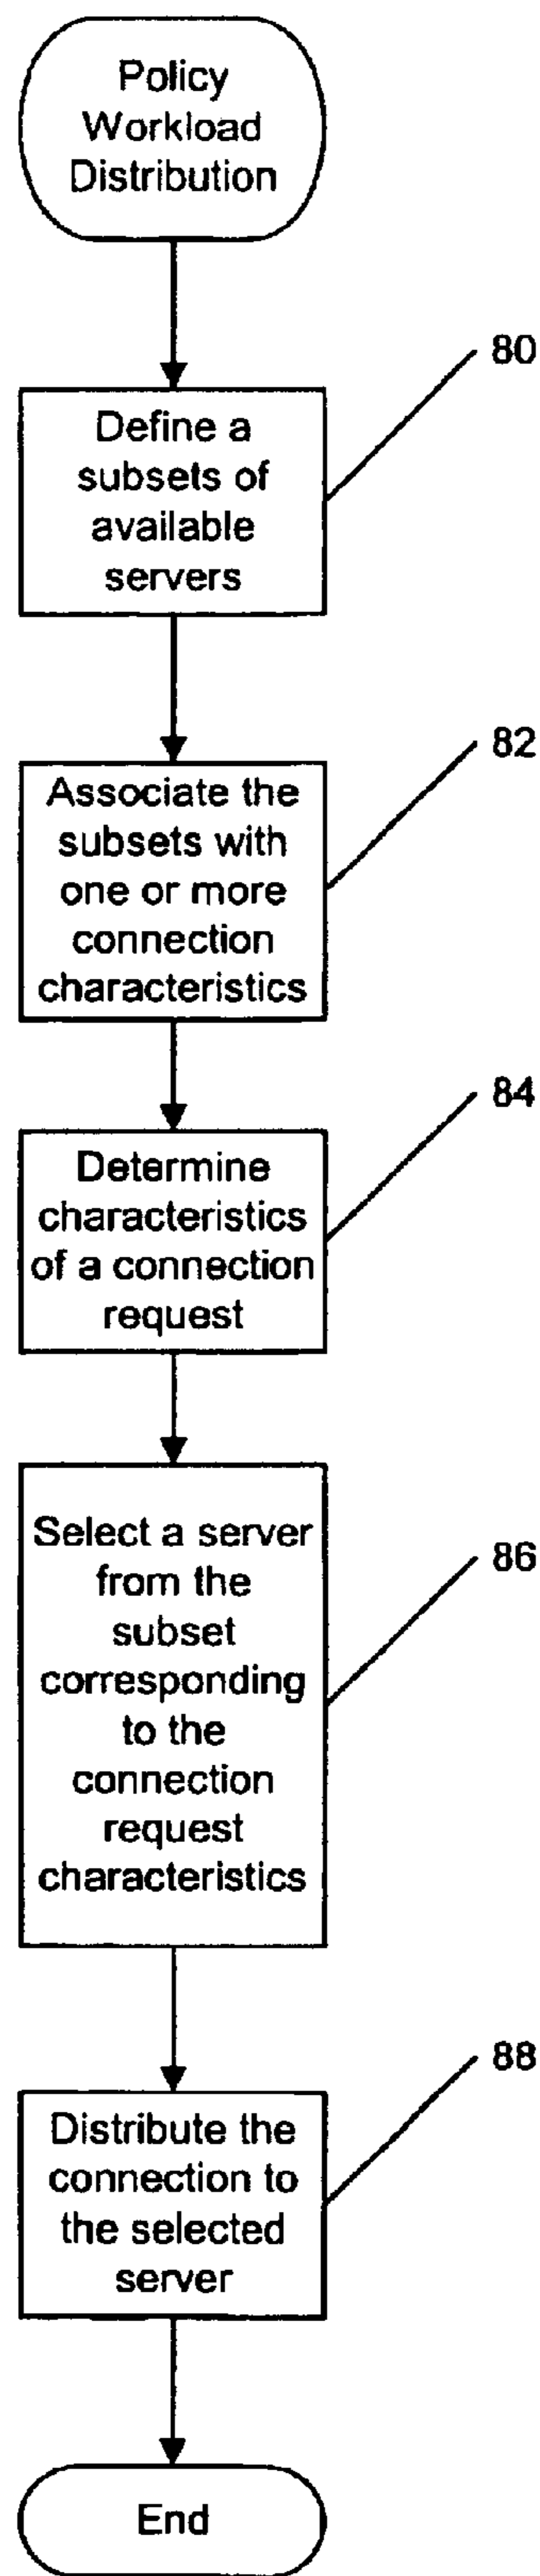 Policy
Workload
Distribution
80
Define a
subsets of
available
servers
82
Associate the
subsets with
one or more
connection
characteristics
84
Determine
characteristics
of a connection
request
86
Select a server
from the
subset
corresponding
to the
connection
request
characteristics
88
Distribute the
connection to
the selected
server
End